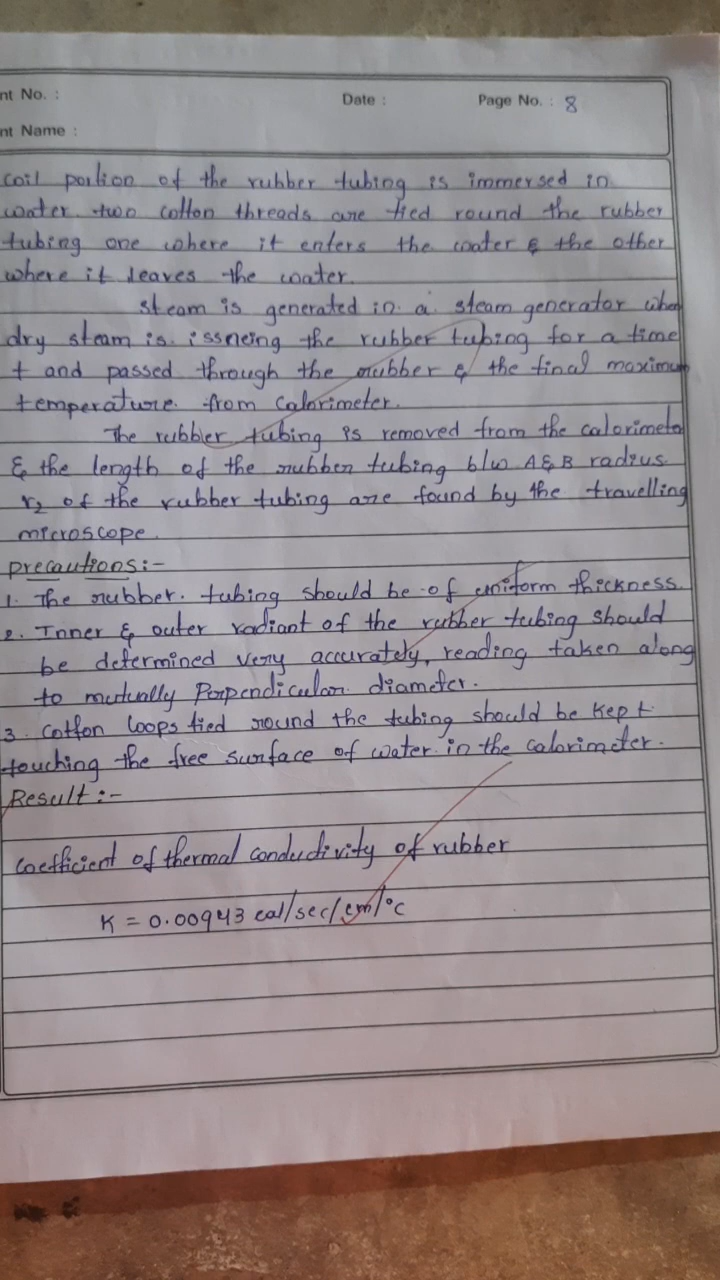 nt No. :
Date :
Page No. : 8
nt Name :
coil portion of the rubber tubing is immersed in
water. two cotton threads are tied round the rubber
tubing one where it enters the water & the other
where it leaves the water.
steam is generated in a steam generator when
dry steam is issneing the rubber tubing for a time
t and passed through the rubber & the final maximum
temperature from Calorimeter.
The rubber tubing is removed from the calorimeter
& the length of the rubber tubing b/w A&B radius
r₂ of the rubber tubing are found by the travelling
microscope.
precautions:-
1. The rubber. tubing should be of uniform thickness.
2. Inner & outer radiant of the rubber tubing should
be determined very accurately, reading taken along
to mutually Perpendicular diameter.
3. Cotton loops tied round the tubing should be kept
touching the free surface of water in the calorimeter.
Result :-
Coefficient of thermal conductivity of rubber
K = 0.00943 cal/sec/cm/°c